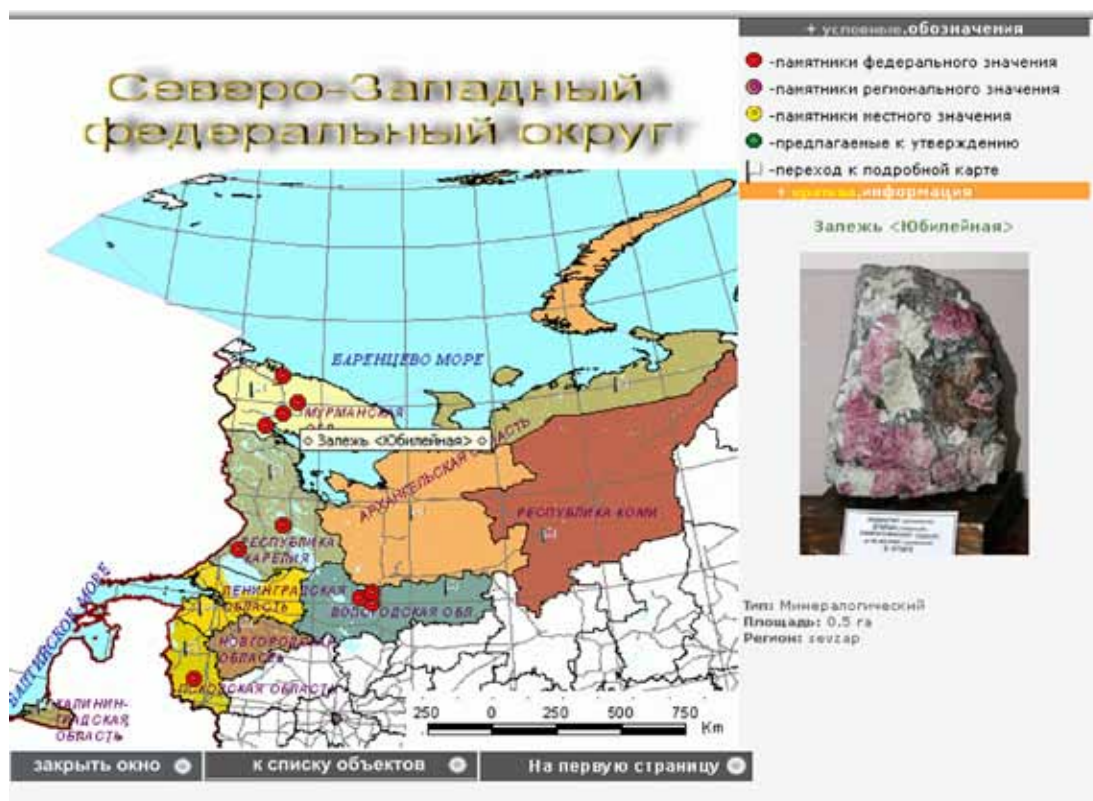 Северо-Западный
федеральный округ
+ условные.обозначения
-памятники федерального значения
-памятники регионального значения
-памятники местного значения
-предлагаемые к утверждению
-переход к подробной карте
+ краткая.информация
Залежь <Юбилейная>
Тип: Минералогический
Площадь: 0.5 га
Регион: sevzap
БАРЕНЦЕВО МОРЕ
МУРМАНСКАЯ
Залежь <Юбилейная>
АРХАНГЕЛЬСКАЯ ОБЛАСТЬ
РЕСПУБЛИКА КОМИ
РЕСПУБЛИКА
КАРЕЛИЯ
ЛЕНИНГРАДСКАЯ
ОБЛАСТЬ
ВОЛОГОДСКАЯ ОБЛ.
НОВГОРОДСКАЯ
ОБЛАСТЬ
ПСКОВСКАЯ ОБЛАСТЬ
БАЛТИЙСКОЕ МОРЕ
КАЛИНИН-
ГРАДСКАЯ
ОБЛАСТЬ
250 0 250 500 750
Km
закрыть окно
к списку объектов
На первую страницу